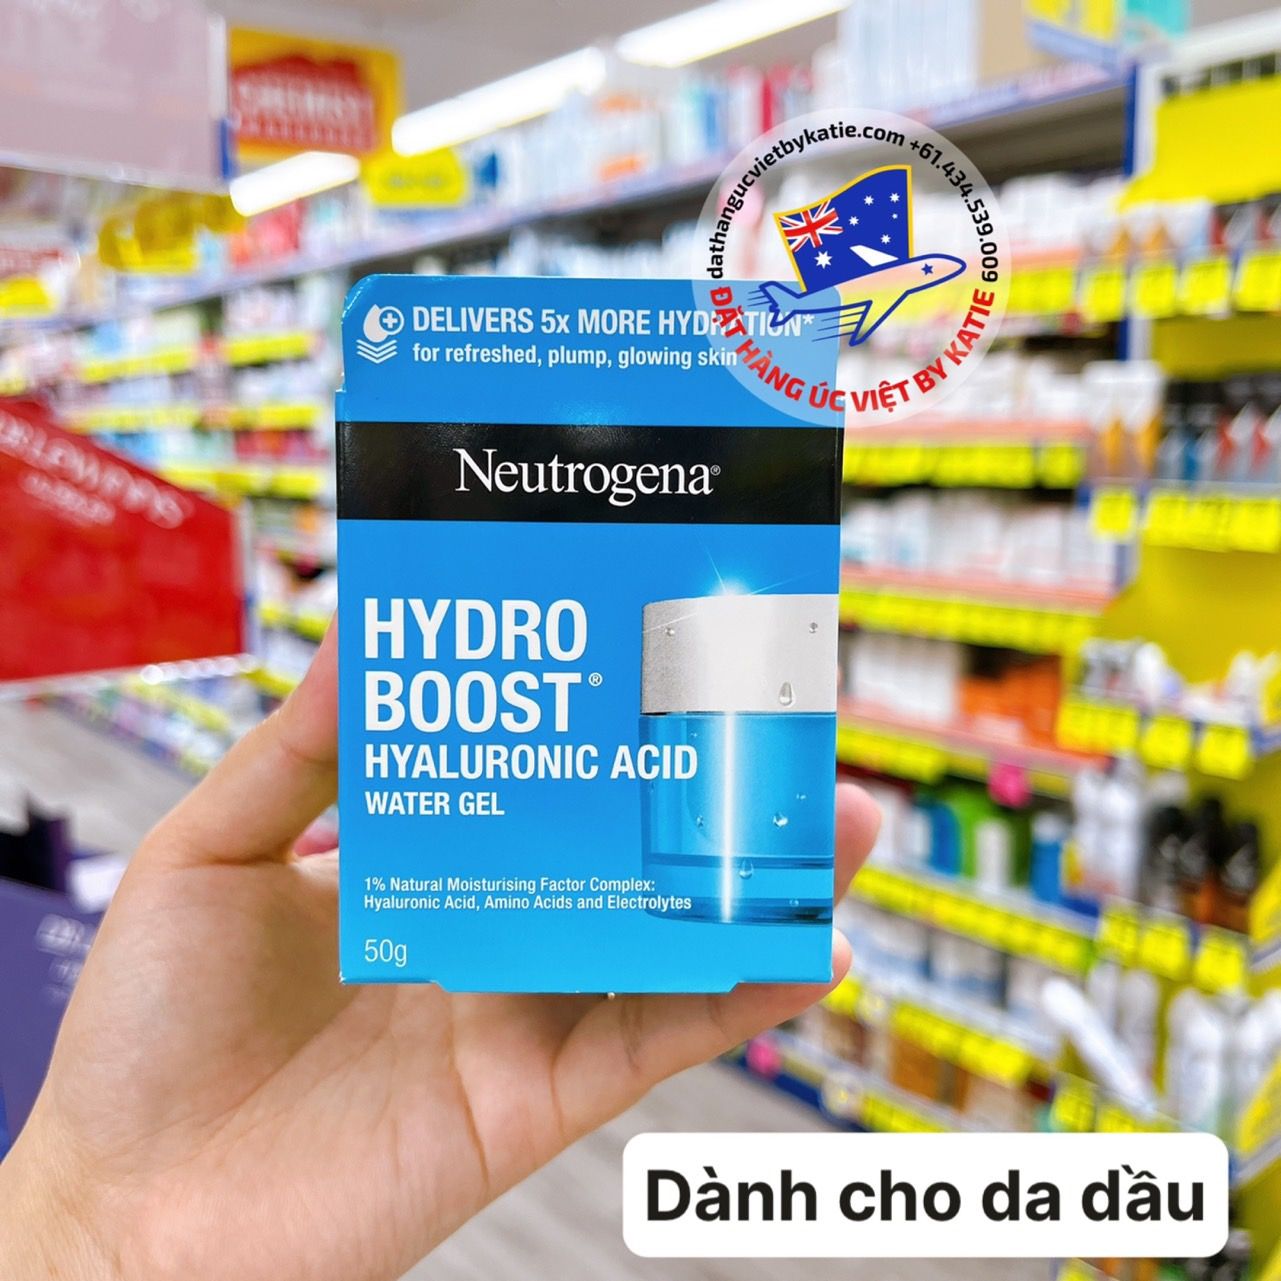 dathangucvietbykatie.com +61.434.539.009
ĐẶT HÀNG ÚC VIỆT BY KATIE
DELIVERS 5x MORE HYDRATION*
for refreshed, plump, glowing skin
Neutrogena®
HYDRO
BOOST®
HYALURONIC ACID
WATER GEL
1% Natural Moisturising Factor Complex:
Hyaluronic Acid, Amino Acids and Electrolytes
50g
Dành cho da dầu